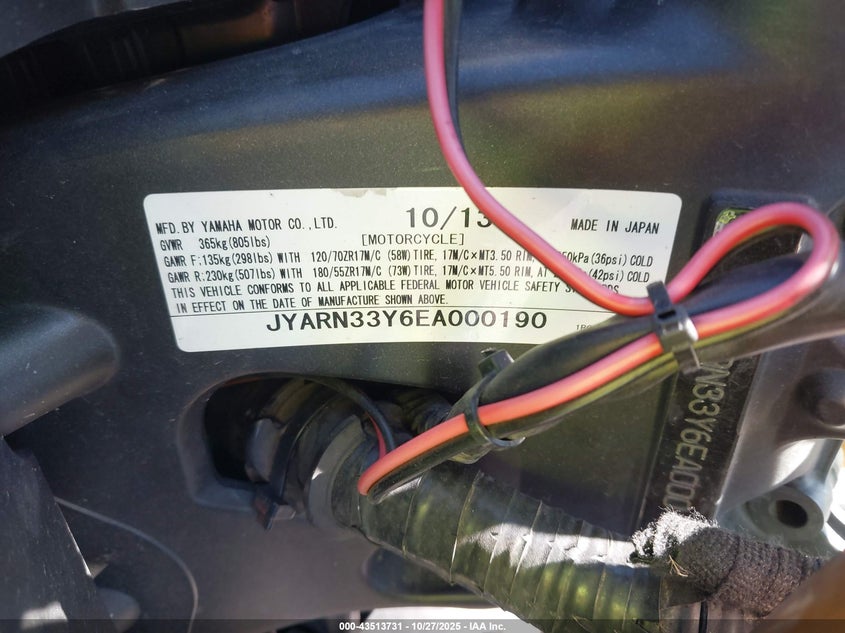 MFD. BY YAMAHA MOTOR CO.,LTD. 10/13 MADE IN JAPAN
GVWR 365kg(805lbs) [MOTORCYCLE]
GAWR F:135kg(298lbs) WITH 120/70ZR17M/C (58W) TIRE, 17M/C×MT3.50 RIM, 50kPa(36psi) COLD
GAWR R:230kg(507lbs) WITH 180/55ZR17M/C (73W) TIRE, 17M/C×MT5.50 RIM, AT (42psi) COLD
THIS VEHICLE CONFORMS TO ALL APPLICABLE FEDERAL MOTOR VEHICLE SAFETY
IN EFFECT ON THE DATE OF MANUFACTURE SHOWN ABOVE.
JYARN33Y6EA000190
N33Y6EA000
000-43513731 - 10/27/2025 - IAA Inc.